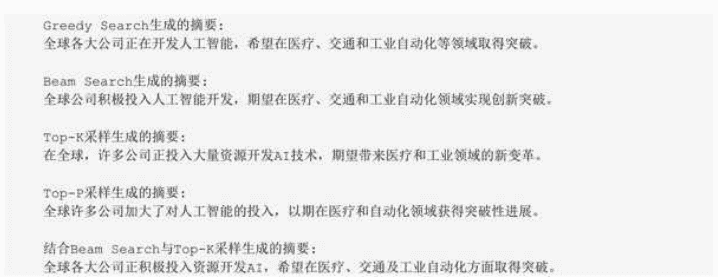 Greedy Search生成的摘要:
全球各大公司正在开发人工智能，希望在医疗、交通和工业自动化等领域取得突破。
Beam Search生成的摘要:
全球公司积极投入人工智能开发，期望在医疗、交通和工业自动化领域实现创新突破。
Top-K采样生成的摘要:
在全球，许多公司正投入大量资源开发AI技术，期望带来医疗和工业领域的新变革。
Top-P采样生成的摘要:
全球许多公司加大了对人工智能的投入，以期在医疗和自动化领域获得突破性进展。
结合Beam Search与Top-K采样生成的摘要:
全球各大公司正积极投入资源开发AI，希望在医疗、交通及工业自动化方面取得突破。